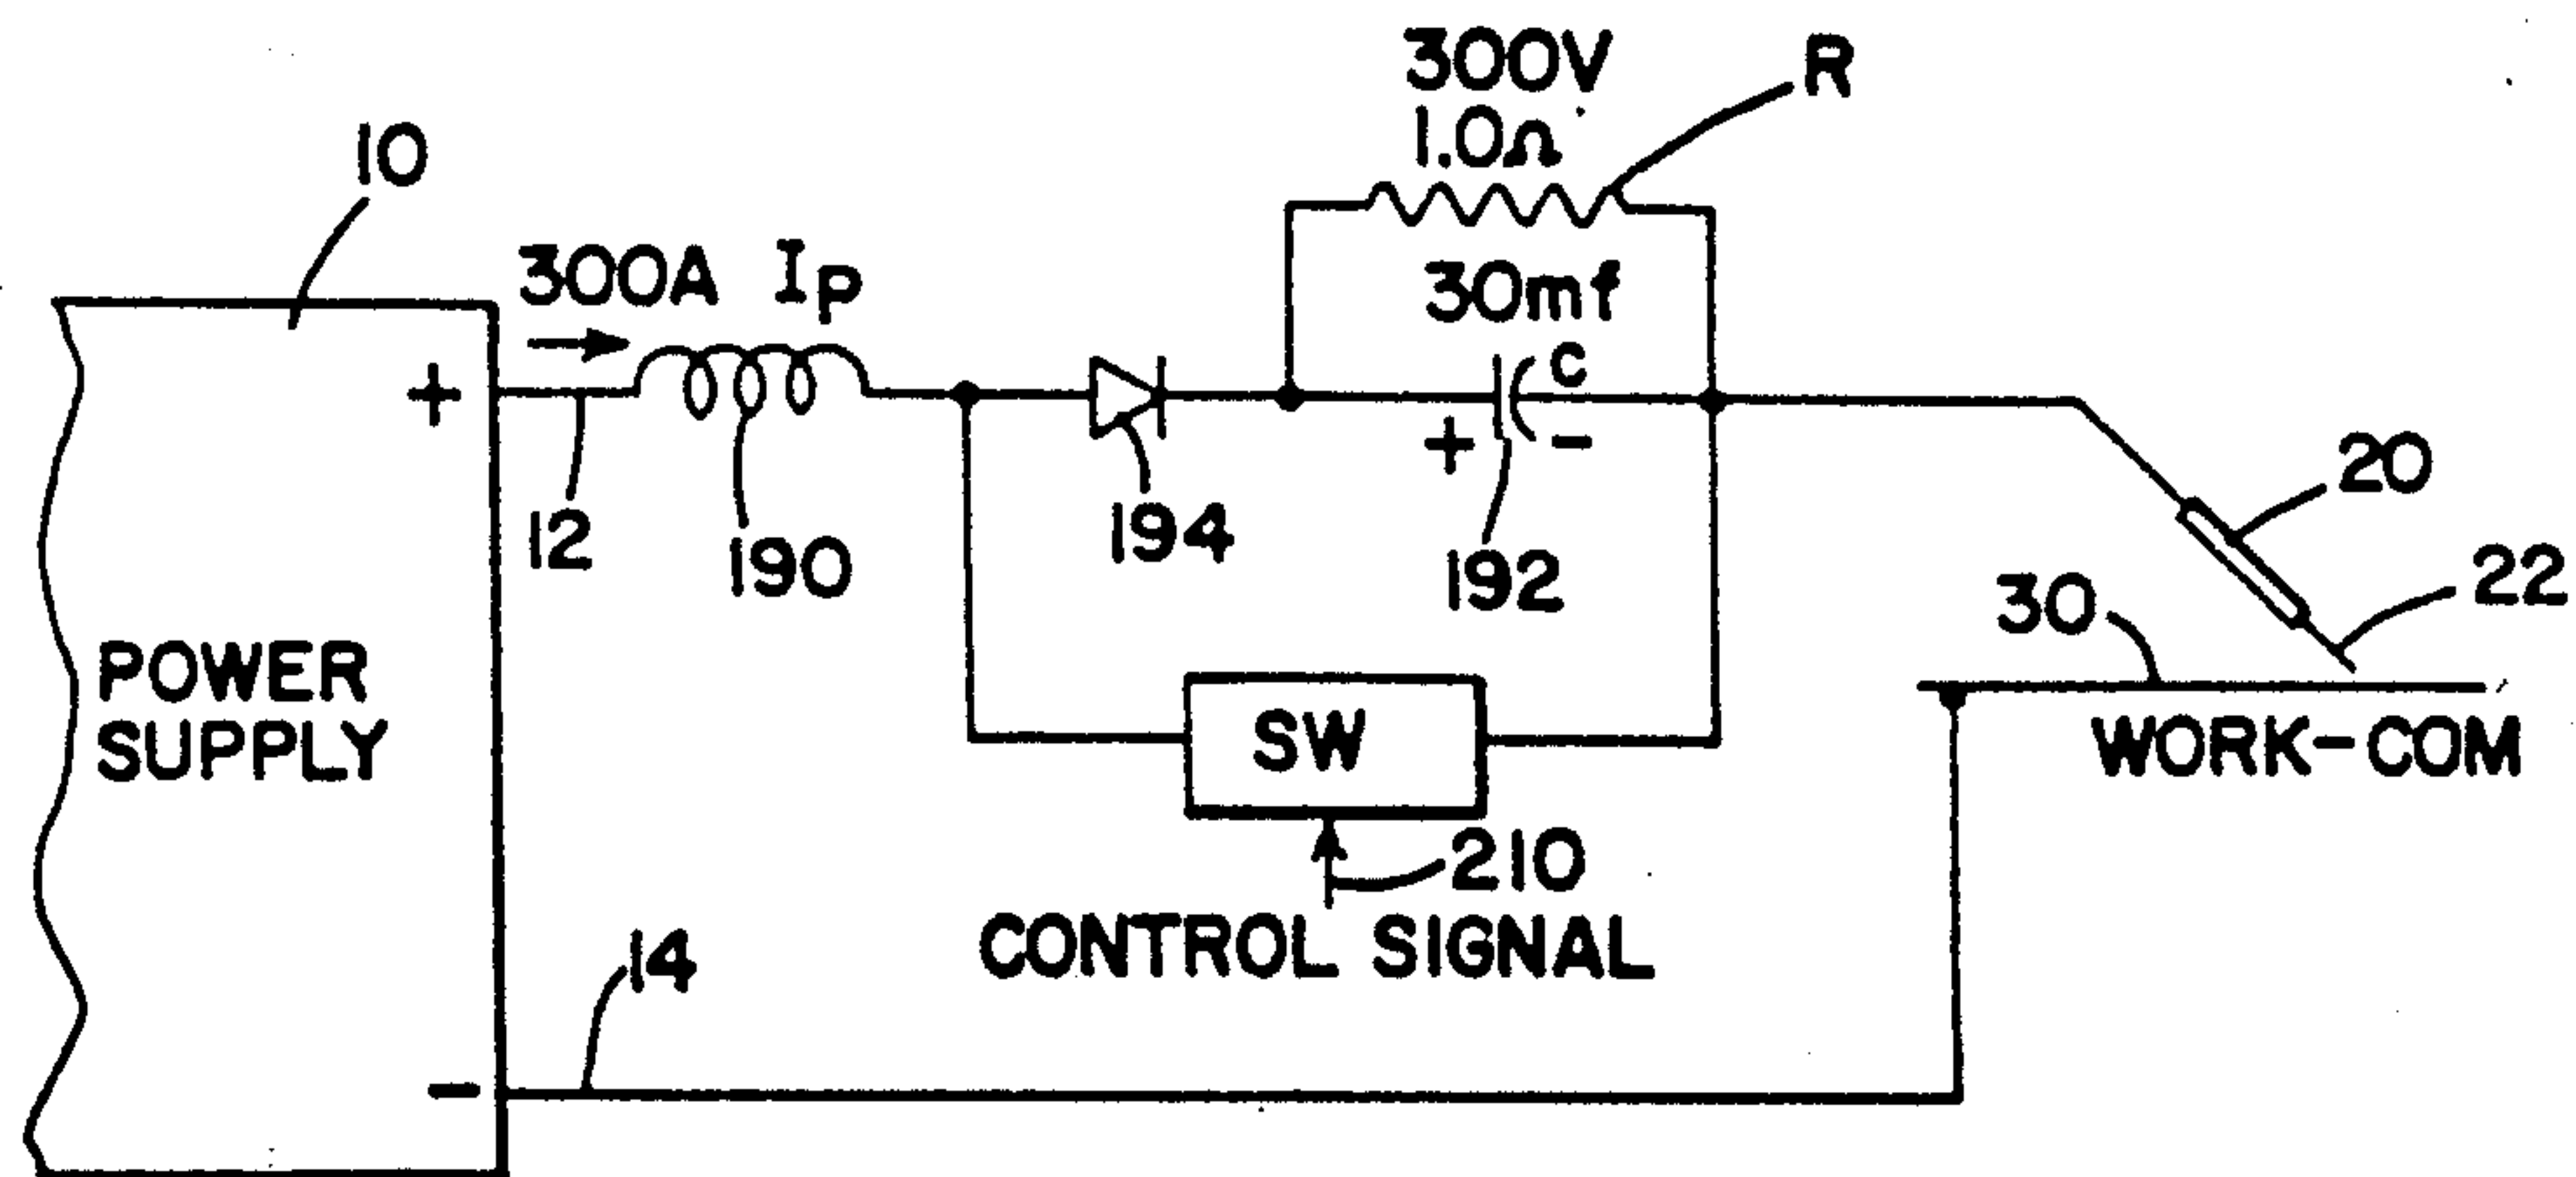 300V
1.0Ω
R
10
300A Ip
30mf
C
+
+
-
12
190
194
192
20
22
30
POWER
SUPPLY
SW
WORK-COM
210
CONTROL SIGNAL
14
-